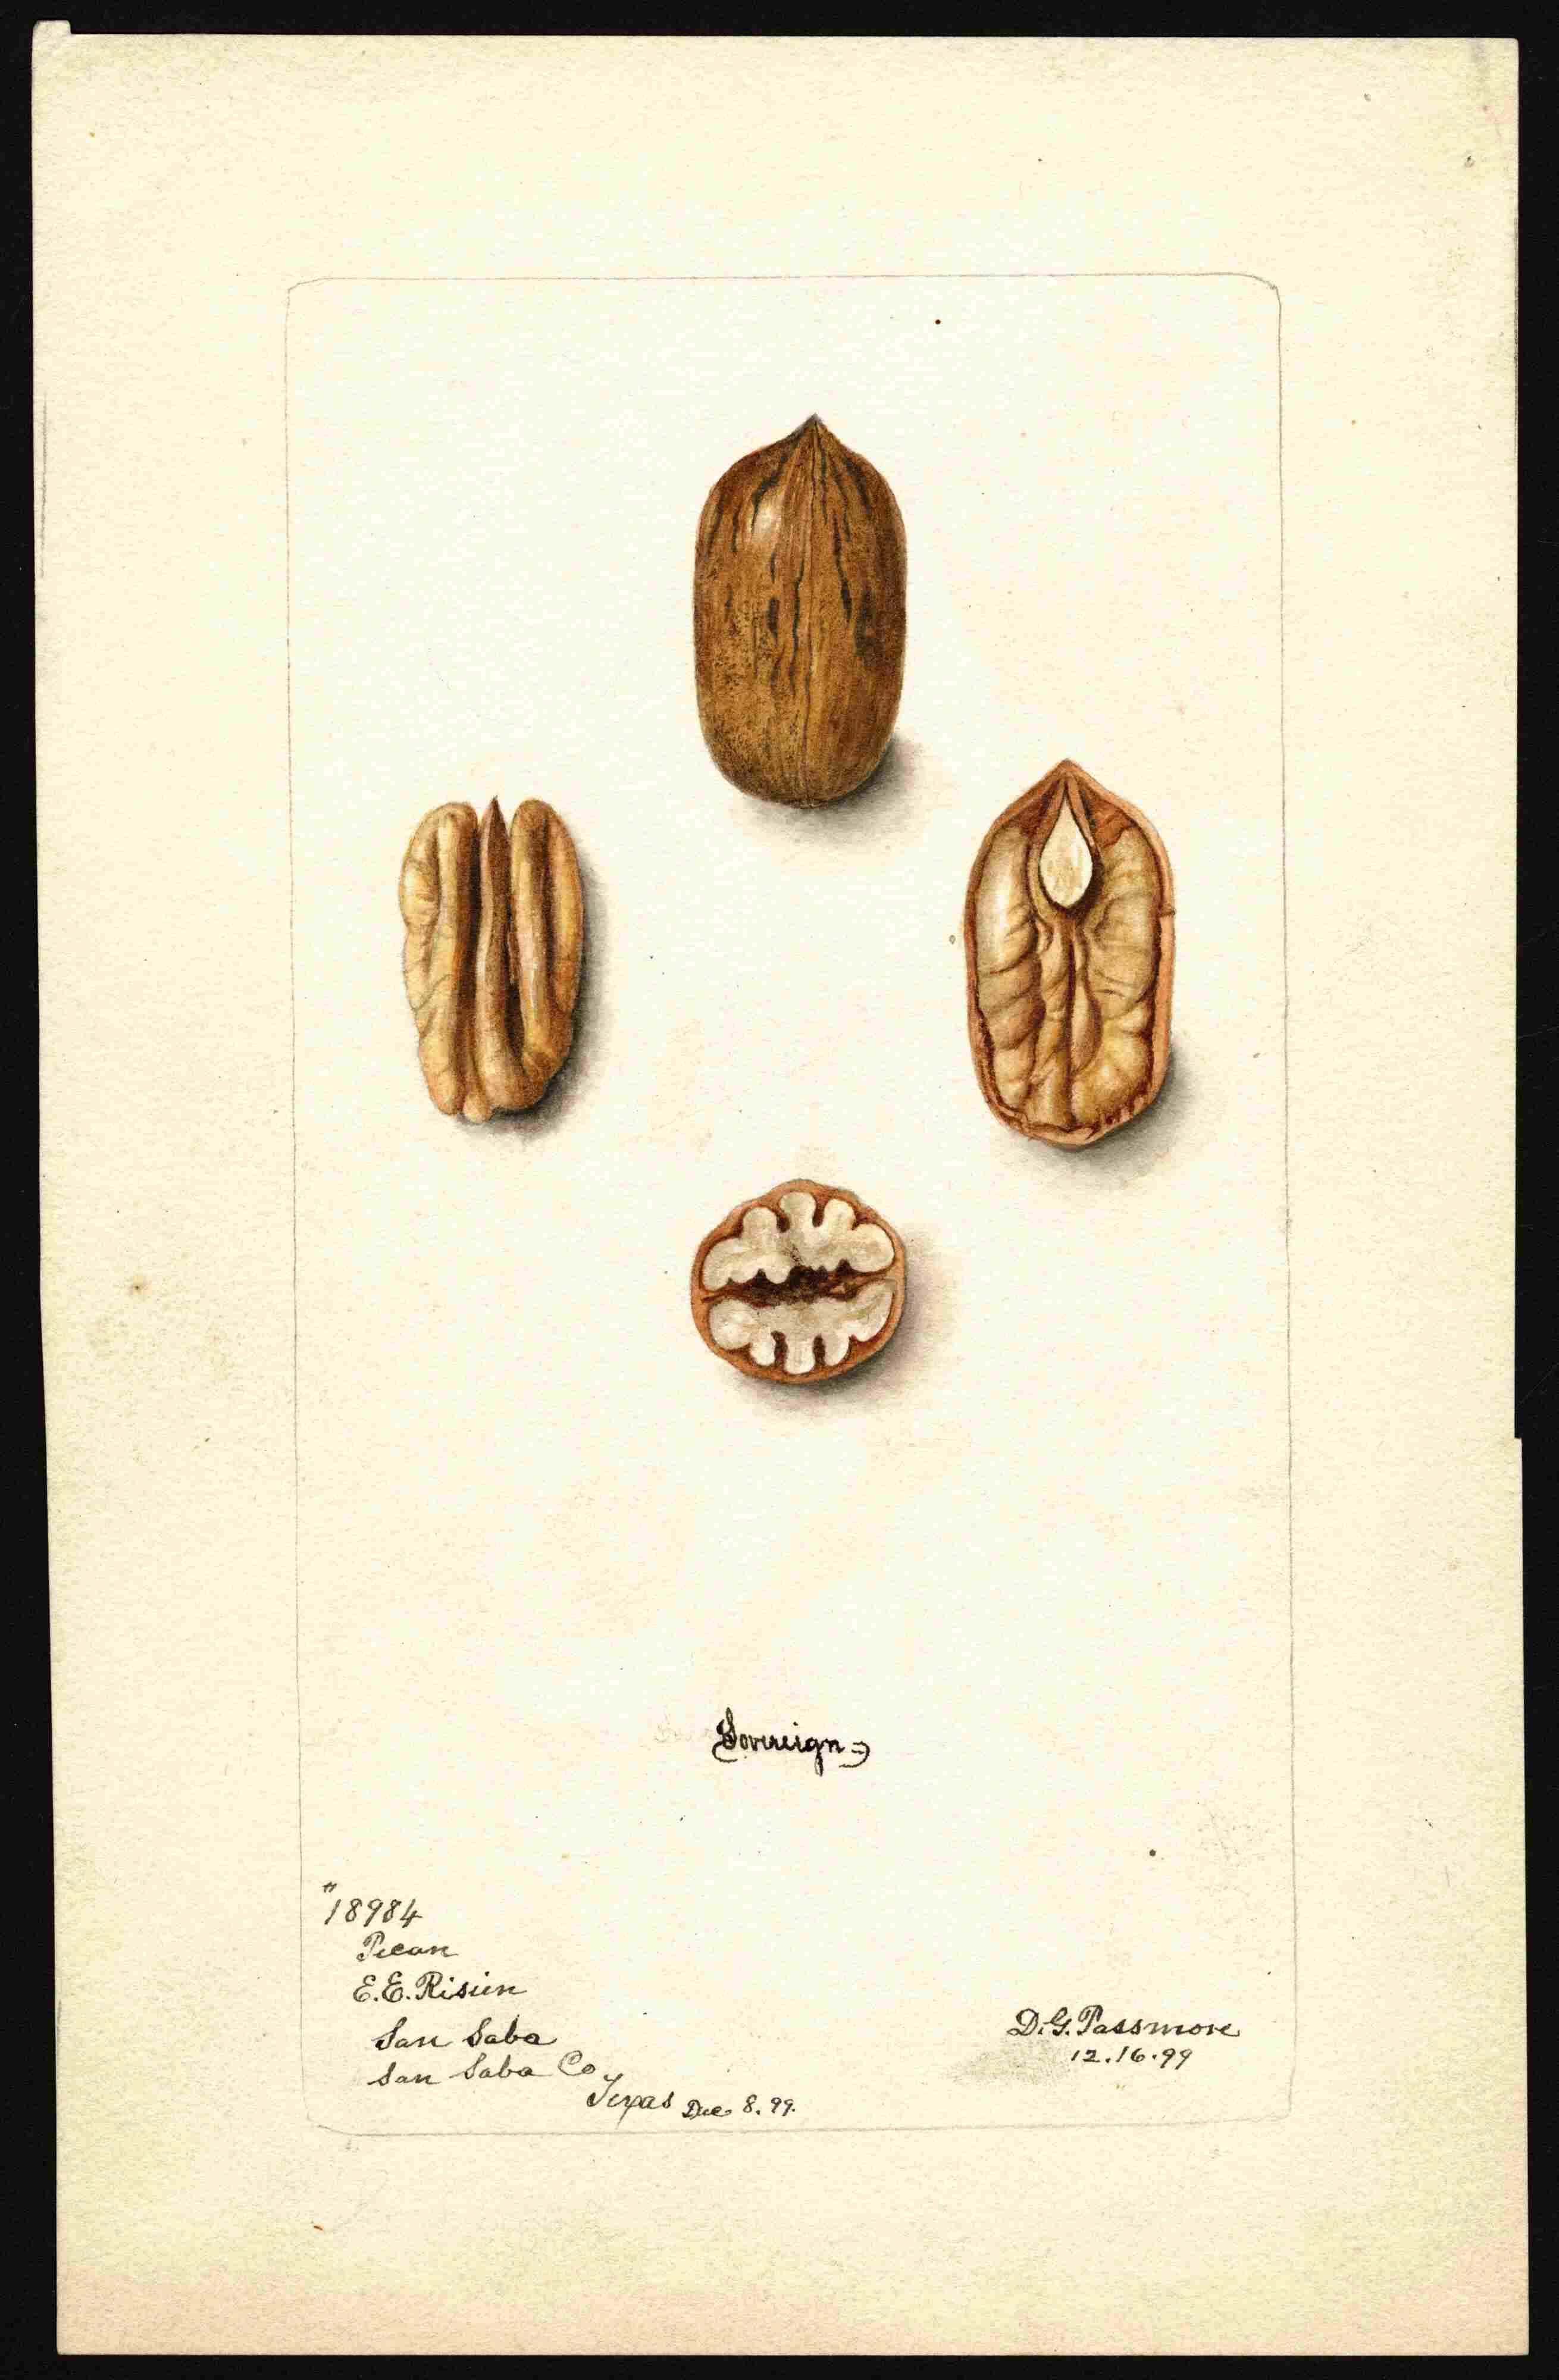 Sovereign
"18984
Pecan
E.E. Risien
San Saba
San Saba Co
Texas Dec 8. 99.
D.G. Passmore
12.16.99